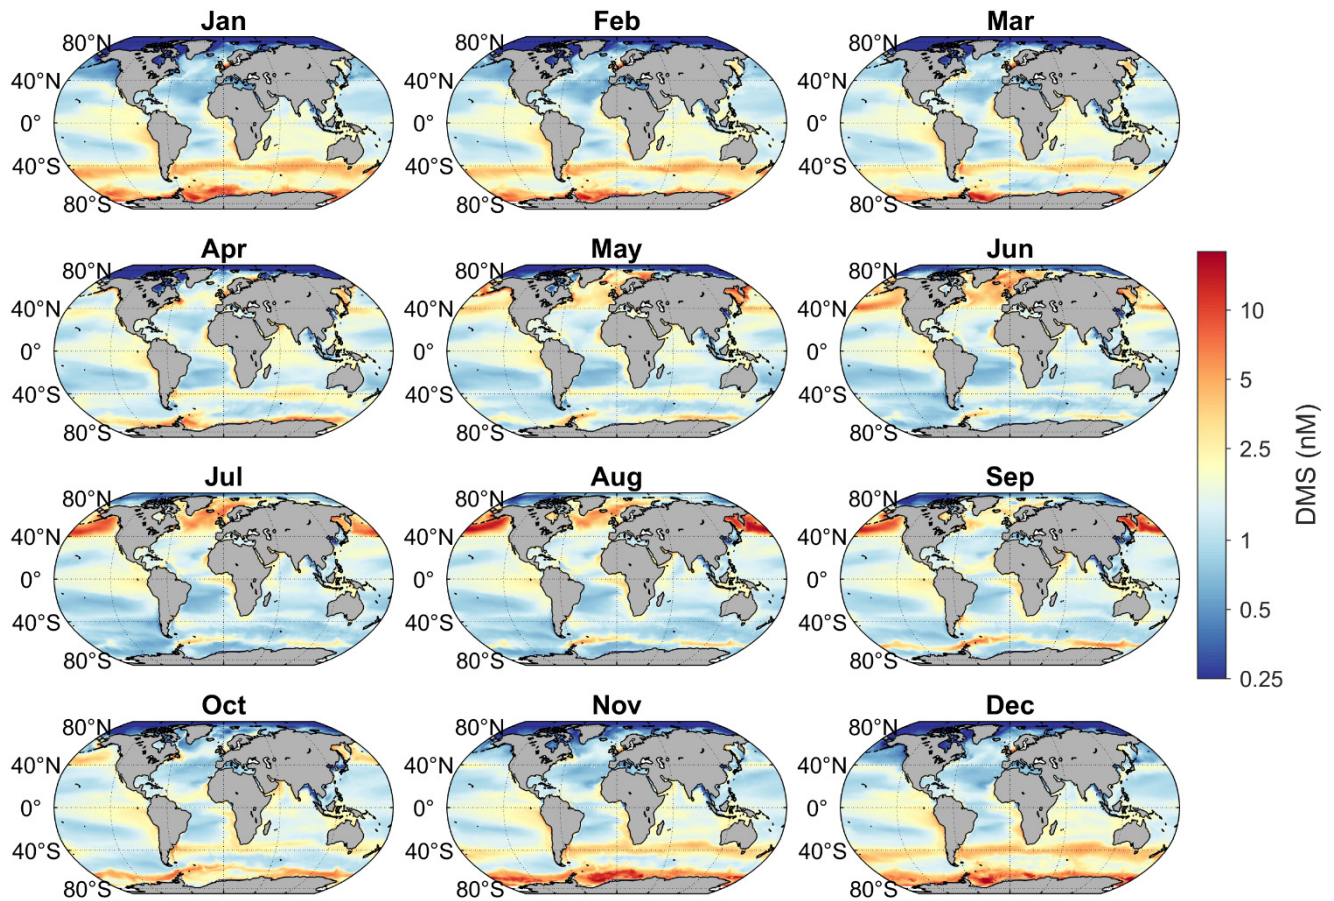 Jan Feb Mar
80°N 80°N 80°N
40°N 40°N 40°N
0° 0° 0°
40°S 40°S 40°S
80°S 80°S 80°S
Apr May Jun
80°N 80°N 80°N
40°N 40°N 40°N
0° 0° 0°
40°S 40°S 40°S
80°S 80°S 80°S
Jul Aug Sep
80°N 80°N 80°N
40°N 40°N 40°N
0° 0° 0°
40°S 40°S 40°S
80°S 80°S 80°S
Oct Nov Dec
80°N 80°N 80°N
40°N 40°N 40°N
0° 0° 0°
40°S 40°S 40°S
80°S 80°S 80°S
10
5
2.5
1
0.5
0.25
DMS (nM)